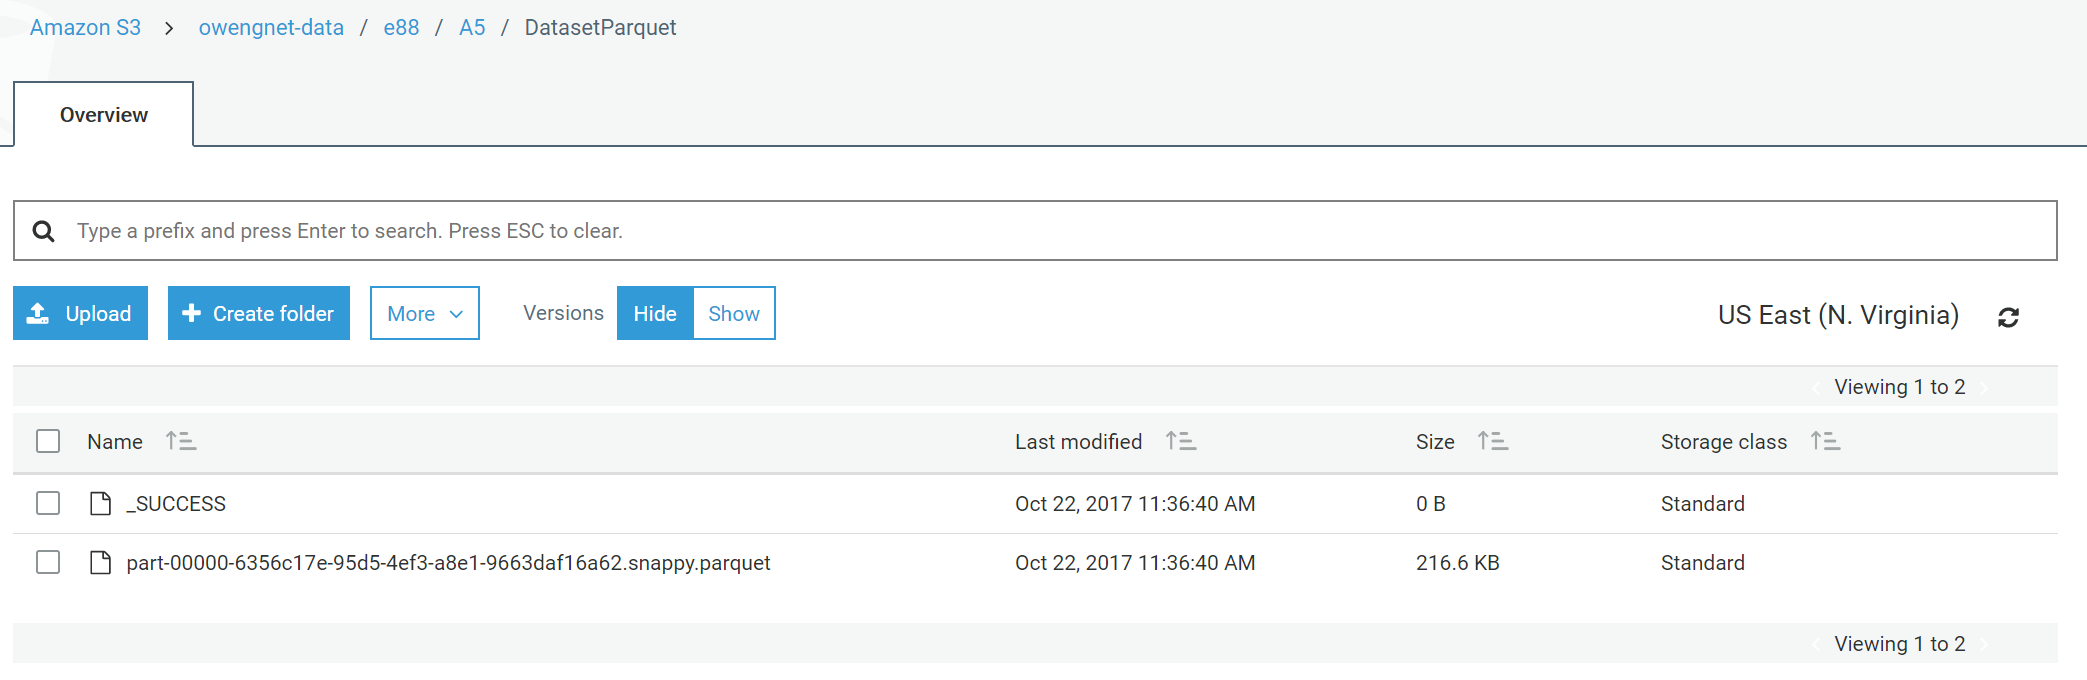 Amazon S3 > owengnet-data / e88 / A5 / DatasetParquet
Overview
Type a prefix and press Enter to search. Press ESC to clear.
Upload Create folder More Versions Hide Show US East (N. Virginia)
Viewing 1 to 2
Name Last modified Size Storage class
_SUCCESS Oct 22, 2017 11:36:40 AM 0 B Standard
part-00000-6356c17e-95d5-4ef3-a8e1-9663daf16a62.snappy.parquet Oct 22, 2017 11:36:40 AM 216.6 KB Standard
Viewing 1 to 2